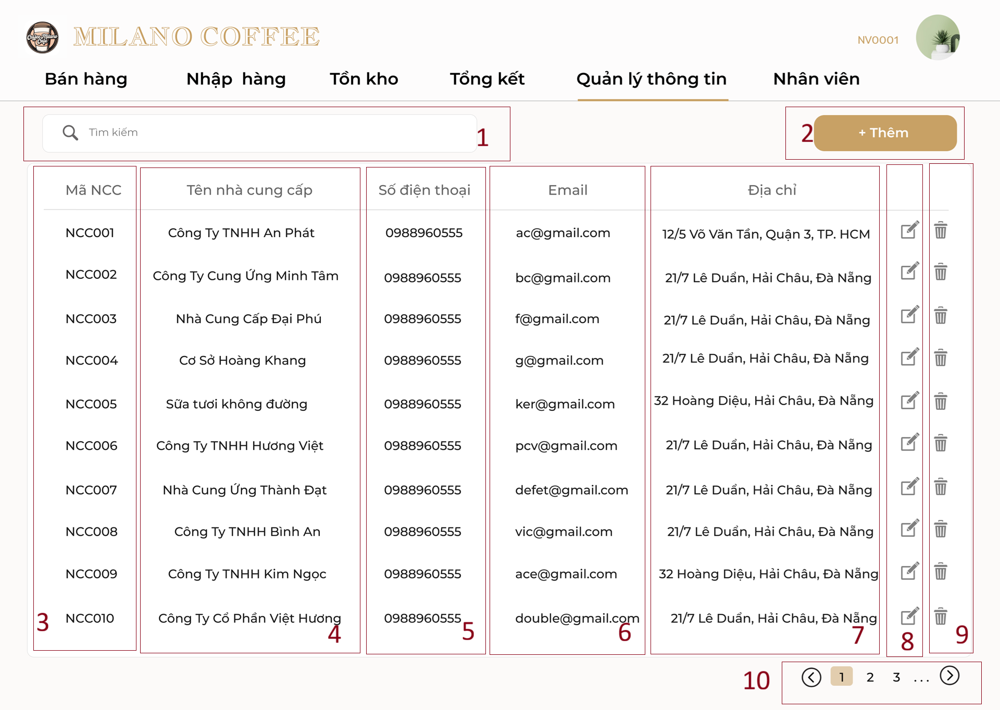 Coffee Milano Cafe
MILANO COFFEE
NV0001
Bán hàng Nhập hàng Tồn kho Tổng kết Quản lý thông tin Nhân viên
Tìm kiếm 1 2 + Thêm
Mã NCC Tên nhà cung cấp Số điện thoại Email Địa chỉ
NCC001 Công Ty TNHH An Phát 0988960555 ac@gmail.com 12/5 Võ Văn Tần, Quận 3, TP. HCM
NCC002 Công Ty Cung Ứng Minh Tâm 0988960555 bc@gmail.com 21/7 Lê Duẩn, Hải Châu, Đà Nẵng
NCC003 Nhà Cung Cấp Đại Phú 0988960555 f@gmail.com 21/7 Lê Duẩn, Hải Châu, Đà Nẵng
NCC004 Cơ Sở Hoàng Khang 0988960555 g@gmail.com 21/7 Lê Duẩn, Hải Châu, Đà Nẵng
NCC005 Sữa tươi không đường 0988960555 ker@gmail.com 32 Hoàng Diệu, Hải Châu, Đà Nẵng
NCC006 Công Ty TNHH Hương Việt 0988960555 pcv@gmail.com 21/7 Lê Duẩn, Hải Châu, Đà Nẵng
NCC007 Nhà Cung Ứng Thành Đạt 0988960555 defet@gmail.com 21/7 Lê Duẩn, Hải Châu, Đà Nẵng
NCC008 Công Ty TNHH Bình An 0988960555 vic@gmail.com 21/7 Lê Duẩn, Hải Châu, Đà Nẵng
NCC009 Công Ty TNHH Kim Ngọc 0988960555 ace@gmail.com 32 Hoàng Diệu, Hải Châu, Đà Nẵng
NCC010 Công Ty Cổ Phần Việt Hương 0988960555 double@gmail.com 21/7 Lê Duẩn, Hải Châu, Đà Nẵng
3 4 5 6 7 8 9
10 1 2 3 ...